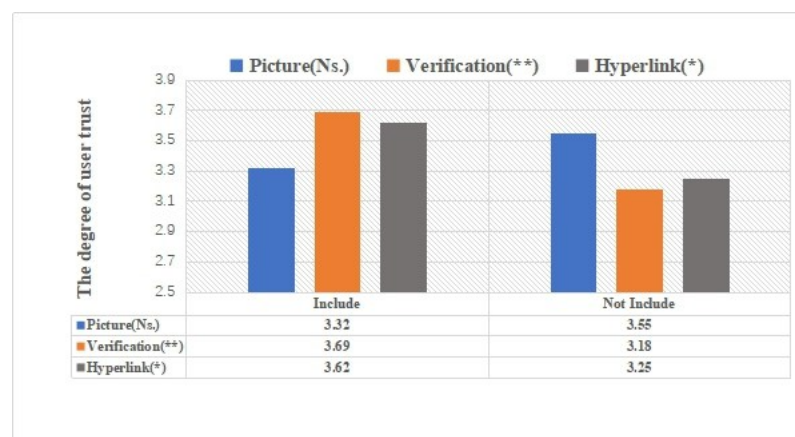 Picture(Ns.) Verification(**) Hyperlink(*)
The degree of user trust
3.9
3.7
3.5
3.3
3.1
2.9
2.7
2.5
Include Not Include
Picture(Ns.) 3.32 3.55
Verification(**) 3.69 3.18
Hyperlink(*) 3.62 3.25